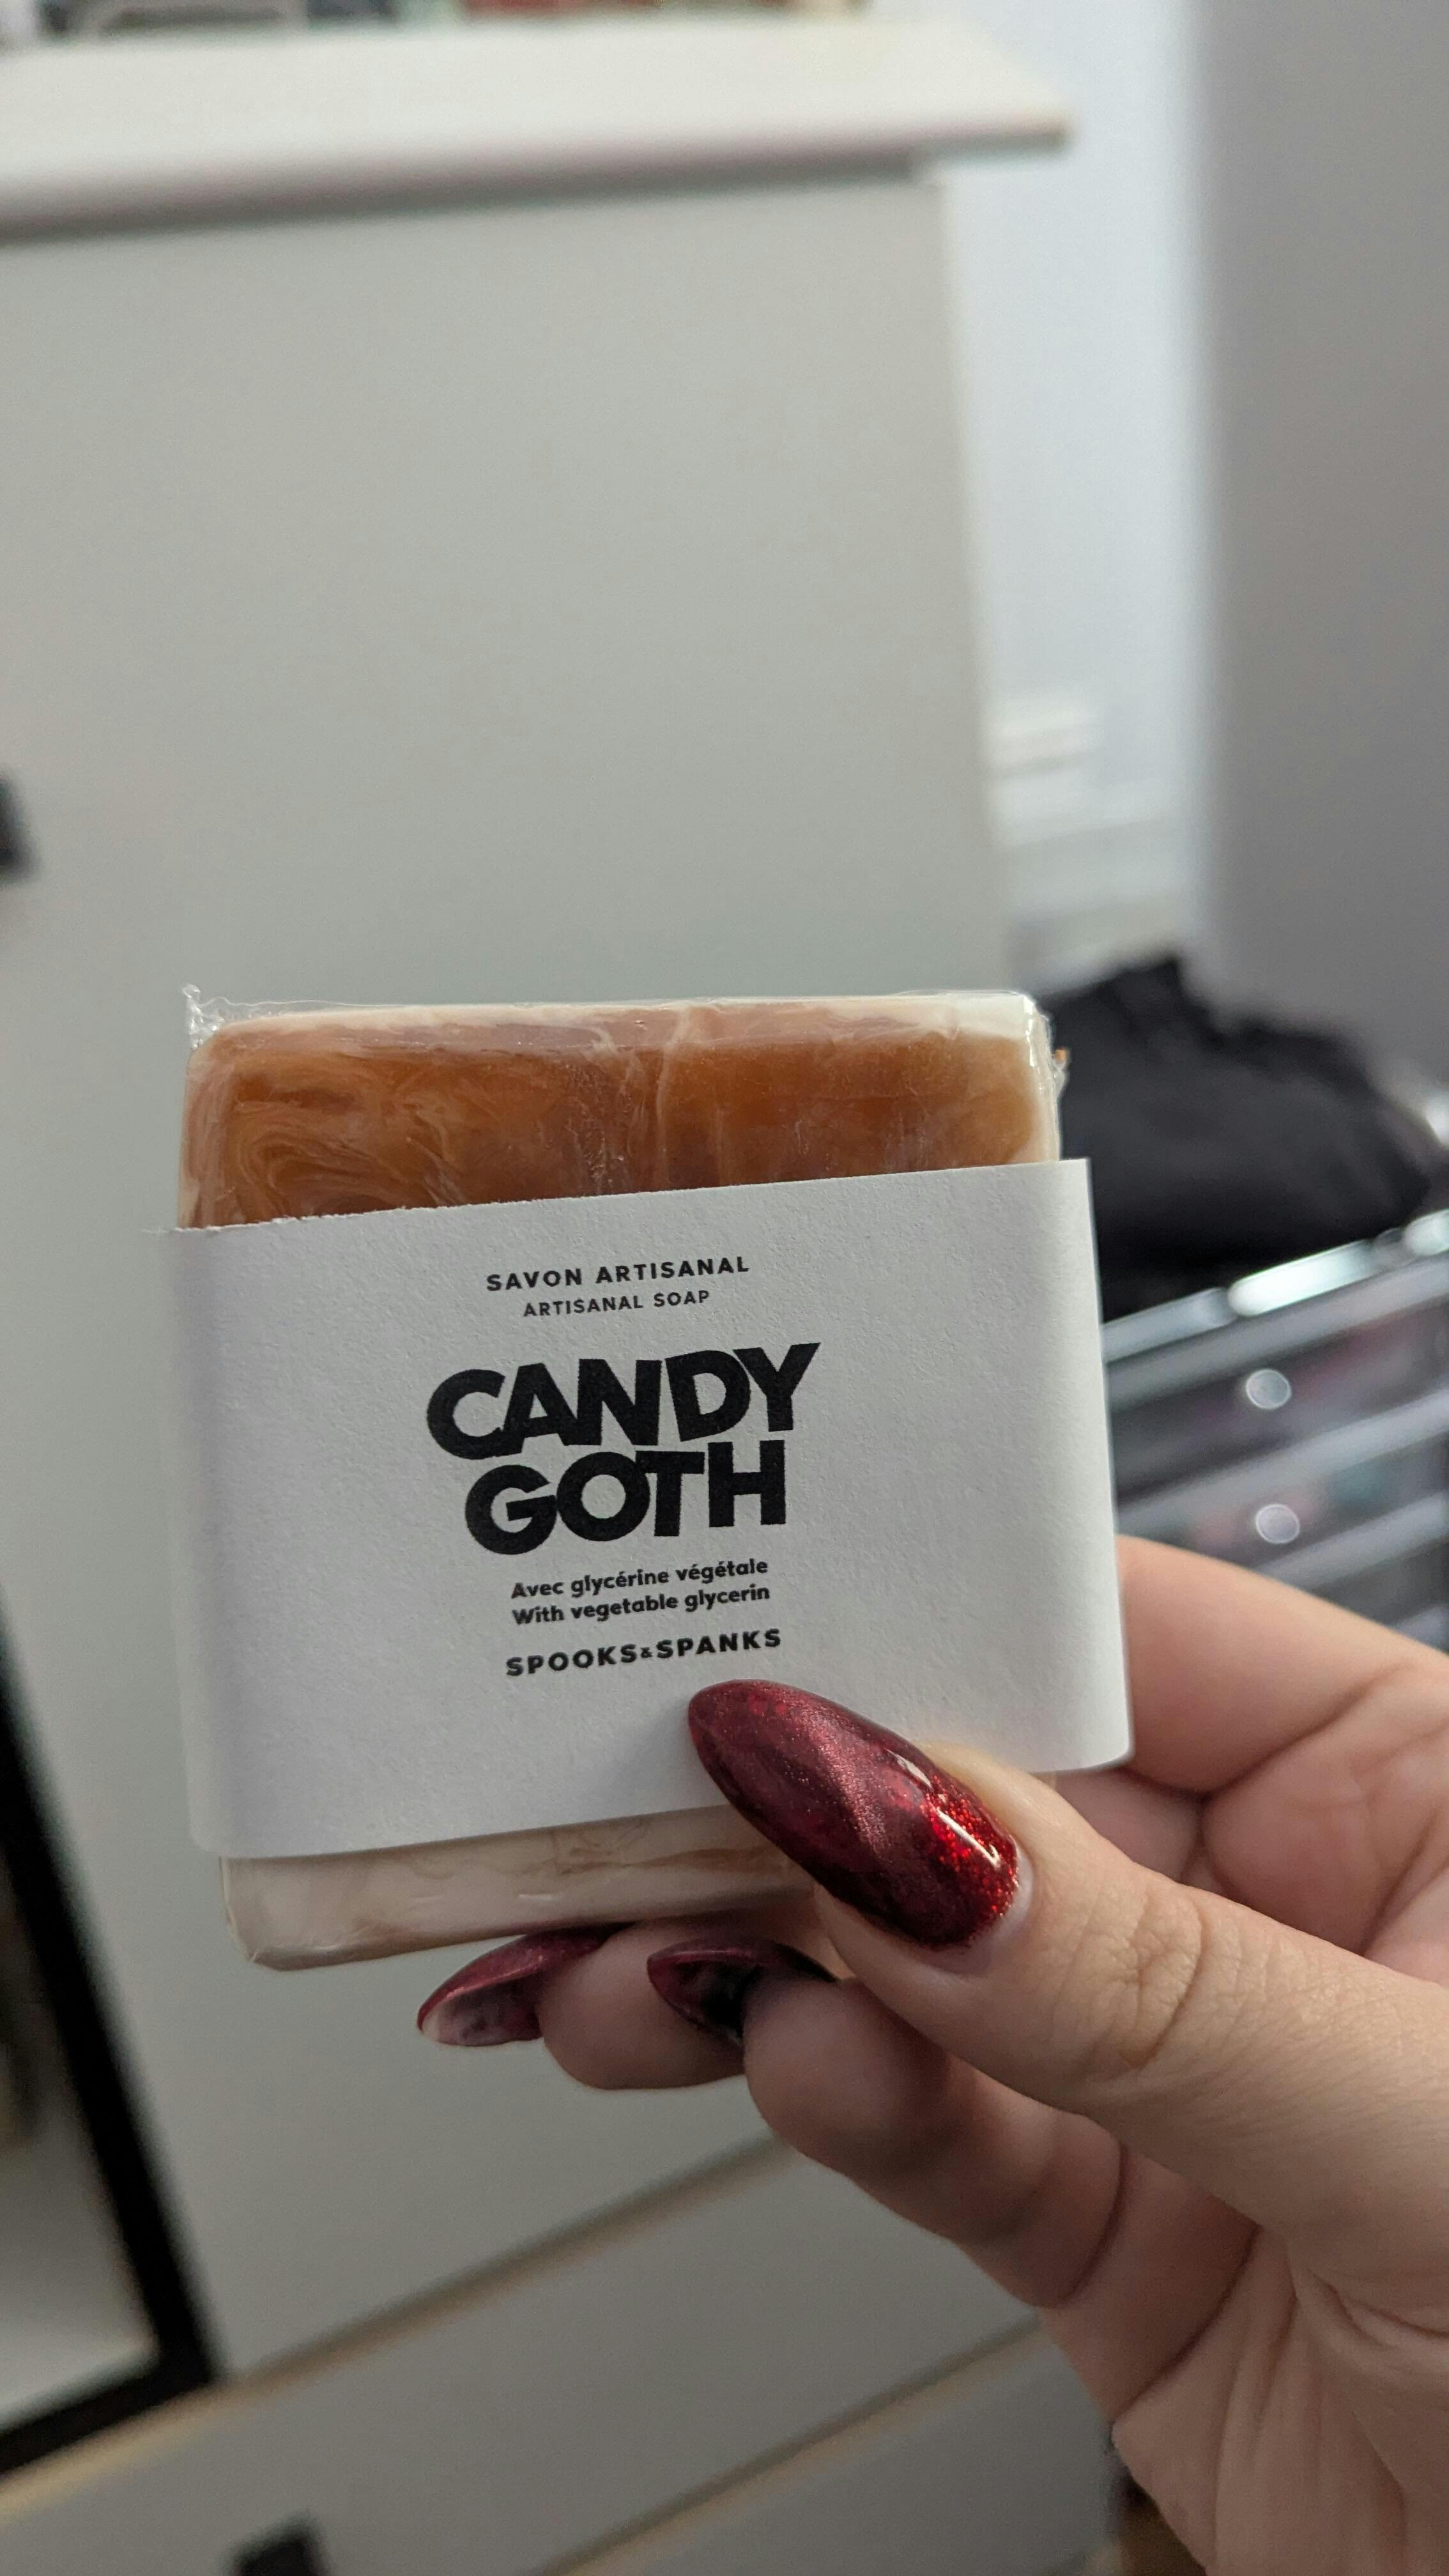 SAVON ARTISANAL
ARTISANAL SOAP
CANDY
GOTH
Avec glycérine végétale
With vegetable glycerin
SPOOKS&SPANKS